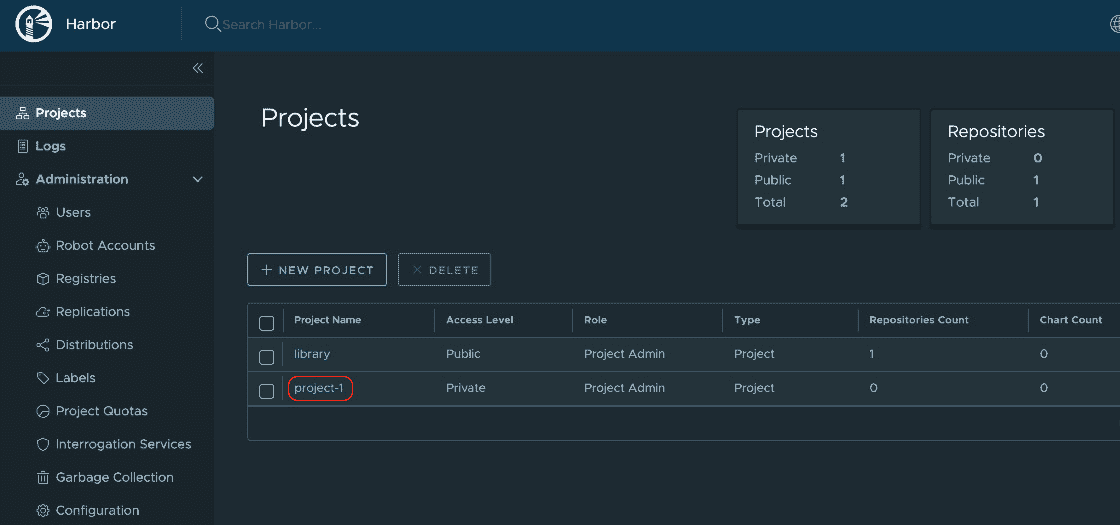 Harbor
Search Harbor...
Projects
Logs
Administration
Users
Robot Accounts
Registries
Replications
Distributions
Labels
Project Quotas
Interrogation Services
Garbage Collection
Configuration
Projects
Projects
Private 1
Public 1
Total 2
Repositories
Private 0
Public 1
Total 1
+ NEW PROJECT
× DELETE
Project Name Access Level Role Type Repositories Count Chart Count
library Public Project Admin Project 1 0
project-1 Private Project Admin Project 0 0